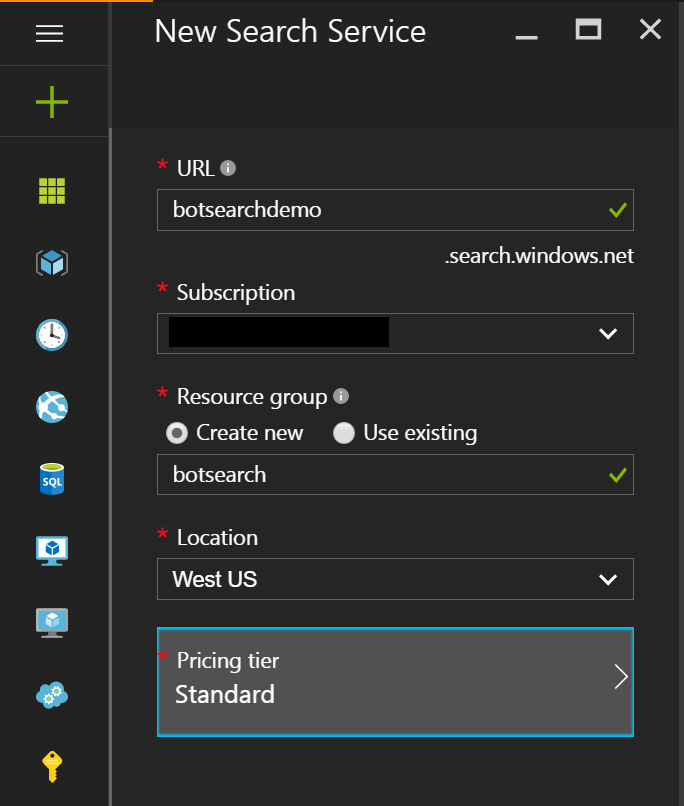 New Search Service
* URL
botsearchdemo
.search.windows.net
* Subscription
* Resource group
Create new Use existing
botsearch
* Location
West US
* Pricing tier
Standard
SQL